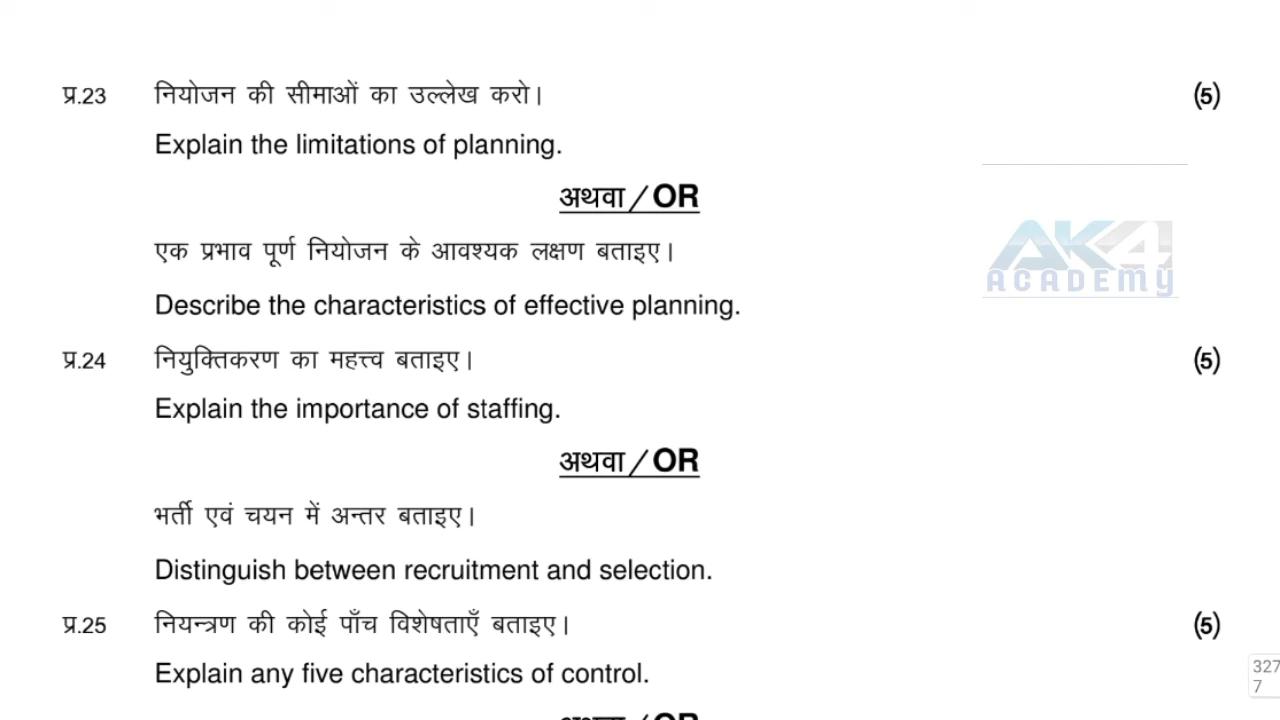 प्र.23 नियोजन की सीमाओं का उल्लेख करो। (5)
Explain the limitations of planning.
अथवा/OR
एक प्रभाव पूर्ण नियोजन के आवश्यक लक्षण बताइए।
Describe the characteristics of effective planning.
AK4
ACADEMY
प्र.24 नियुक्तिकरण का महत्त्व बताइए। (5)
Explain the importance of staffing.
अथवा/OR
भर्ती एवं चयन में अन्तर बताइए।
Distinguish between recruitment and selection.
प्र.25 नियन्त्रण की कोई पाँच विशेषताएँ बताइए। (5)
Explain any five characteristics of control.
327
7
अथवा/OR